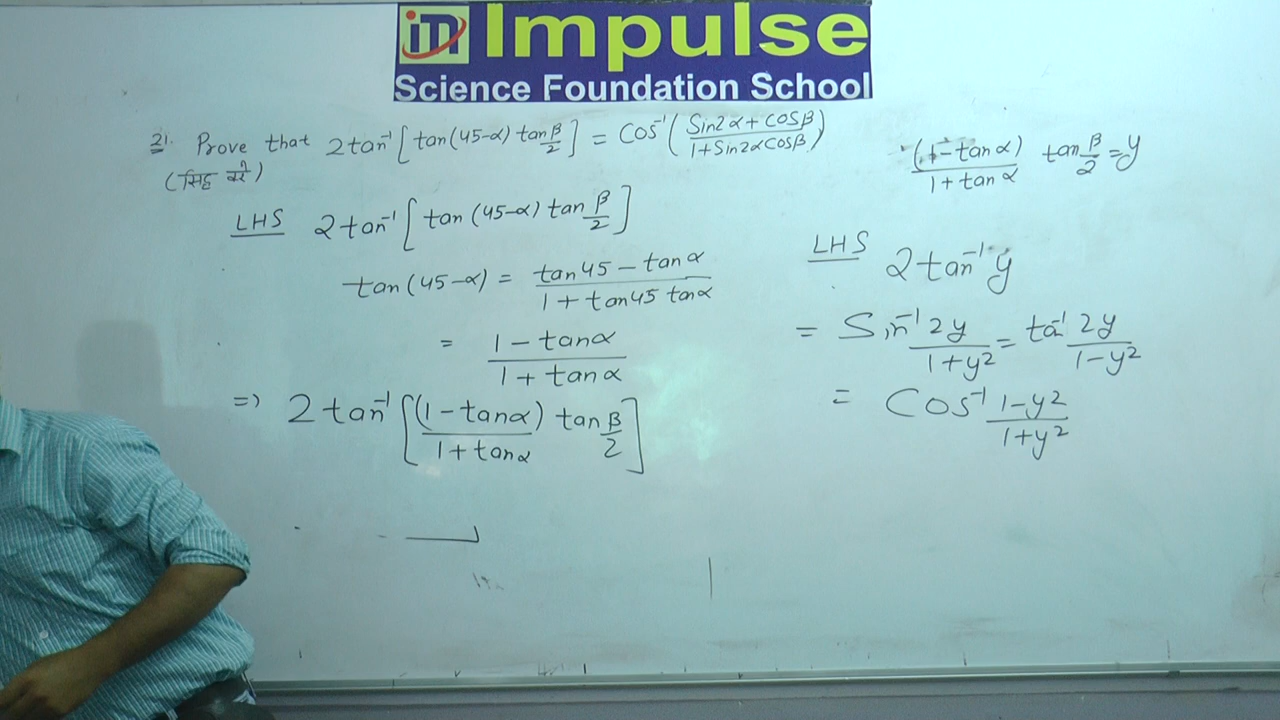 in Impulse
Science Foundation School
21. Prove that 2tan⁻¹[tan(45-α) tan β/2] = Cos⁻¹((Sin2α + Cosβ)/(1+Sin2αCosβ))
(सिद्ध करें)
LHS 2tan⁻¹[tan(45-α) tan β/2]
tan(45-α) = (tan45 - tanα)/(1 + tan45 tanα)
= (1 - tanα)/(1 + tanα)
=> 2tan⁻¹[(1 - tanα)/(1 + tanα) tan β/2]
(1 - tanα)/(1 + tanα) tan β/2 = y
LHS 2tan⁻¹y
= Sin⁻¹ 2y/(1+y²) = tan⁻¹ 2y/(1-y²)
= Cos⁻¹ (1-y²)/(1+y²)